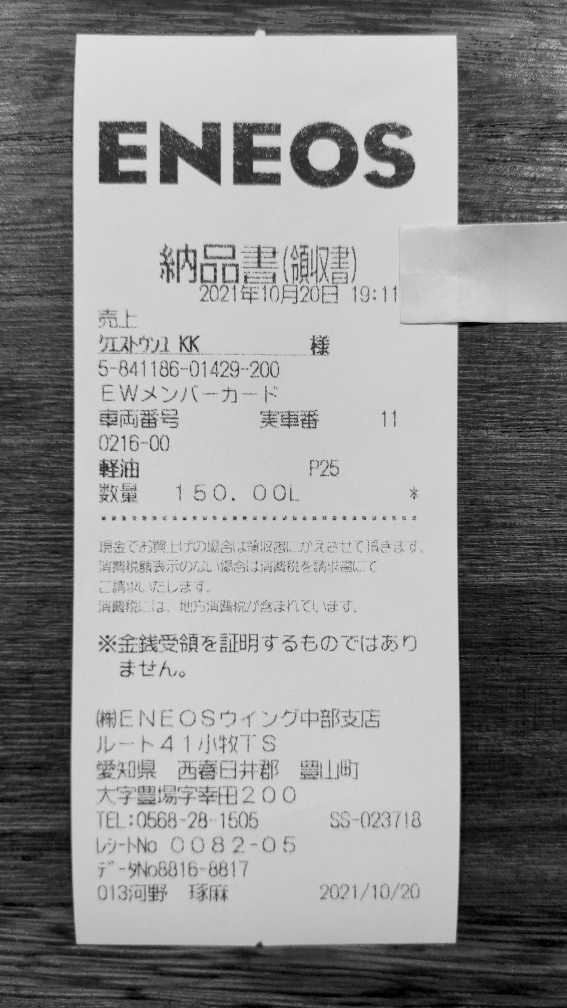 ENEOS
納品書(領収書)
2021年10月20日 19:11
売上
ｸｴｽﾄｳﾝﾕ KK 様
5-841186-01429-200
ＥＷメンバーカード
車両番号 実車番 11
0216-00
軽油 P25
数量 １５０．００Ｌ *
現金でお買上げの場合は領収書にかえさせて頂きます。
消費税額表示のない場合は消費税を請求書にて
ご請求いたします。
消費税には、地方消費税が含まれています。
※金銭受領を証明するものではあり
ません。
㈱ＥＮＥＯＳウイング中部支店
ルート４１小牧ＴＳ
愛知県 西春日井郡 豊山町
大字豊場字幸田２００
TEL:0568-28-1505 SS-023718
ﾚｼｰﾄNo ００８２-０５
ﾃﾞｰﾀNo8816-8817
013河野 琢麻 2021/10/20